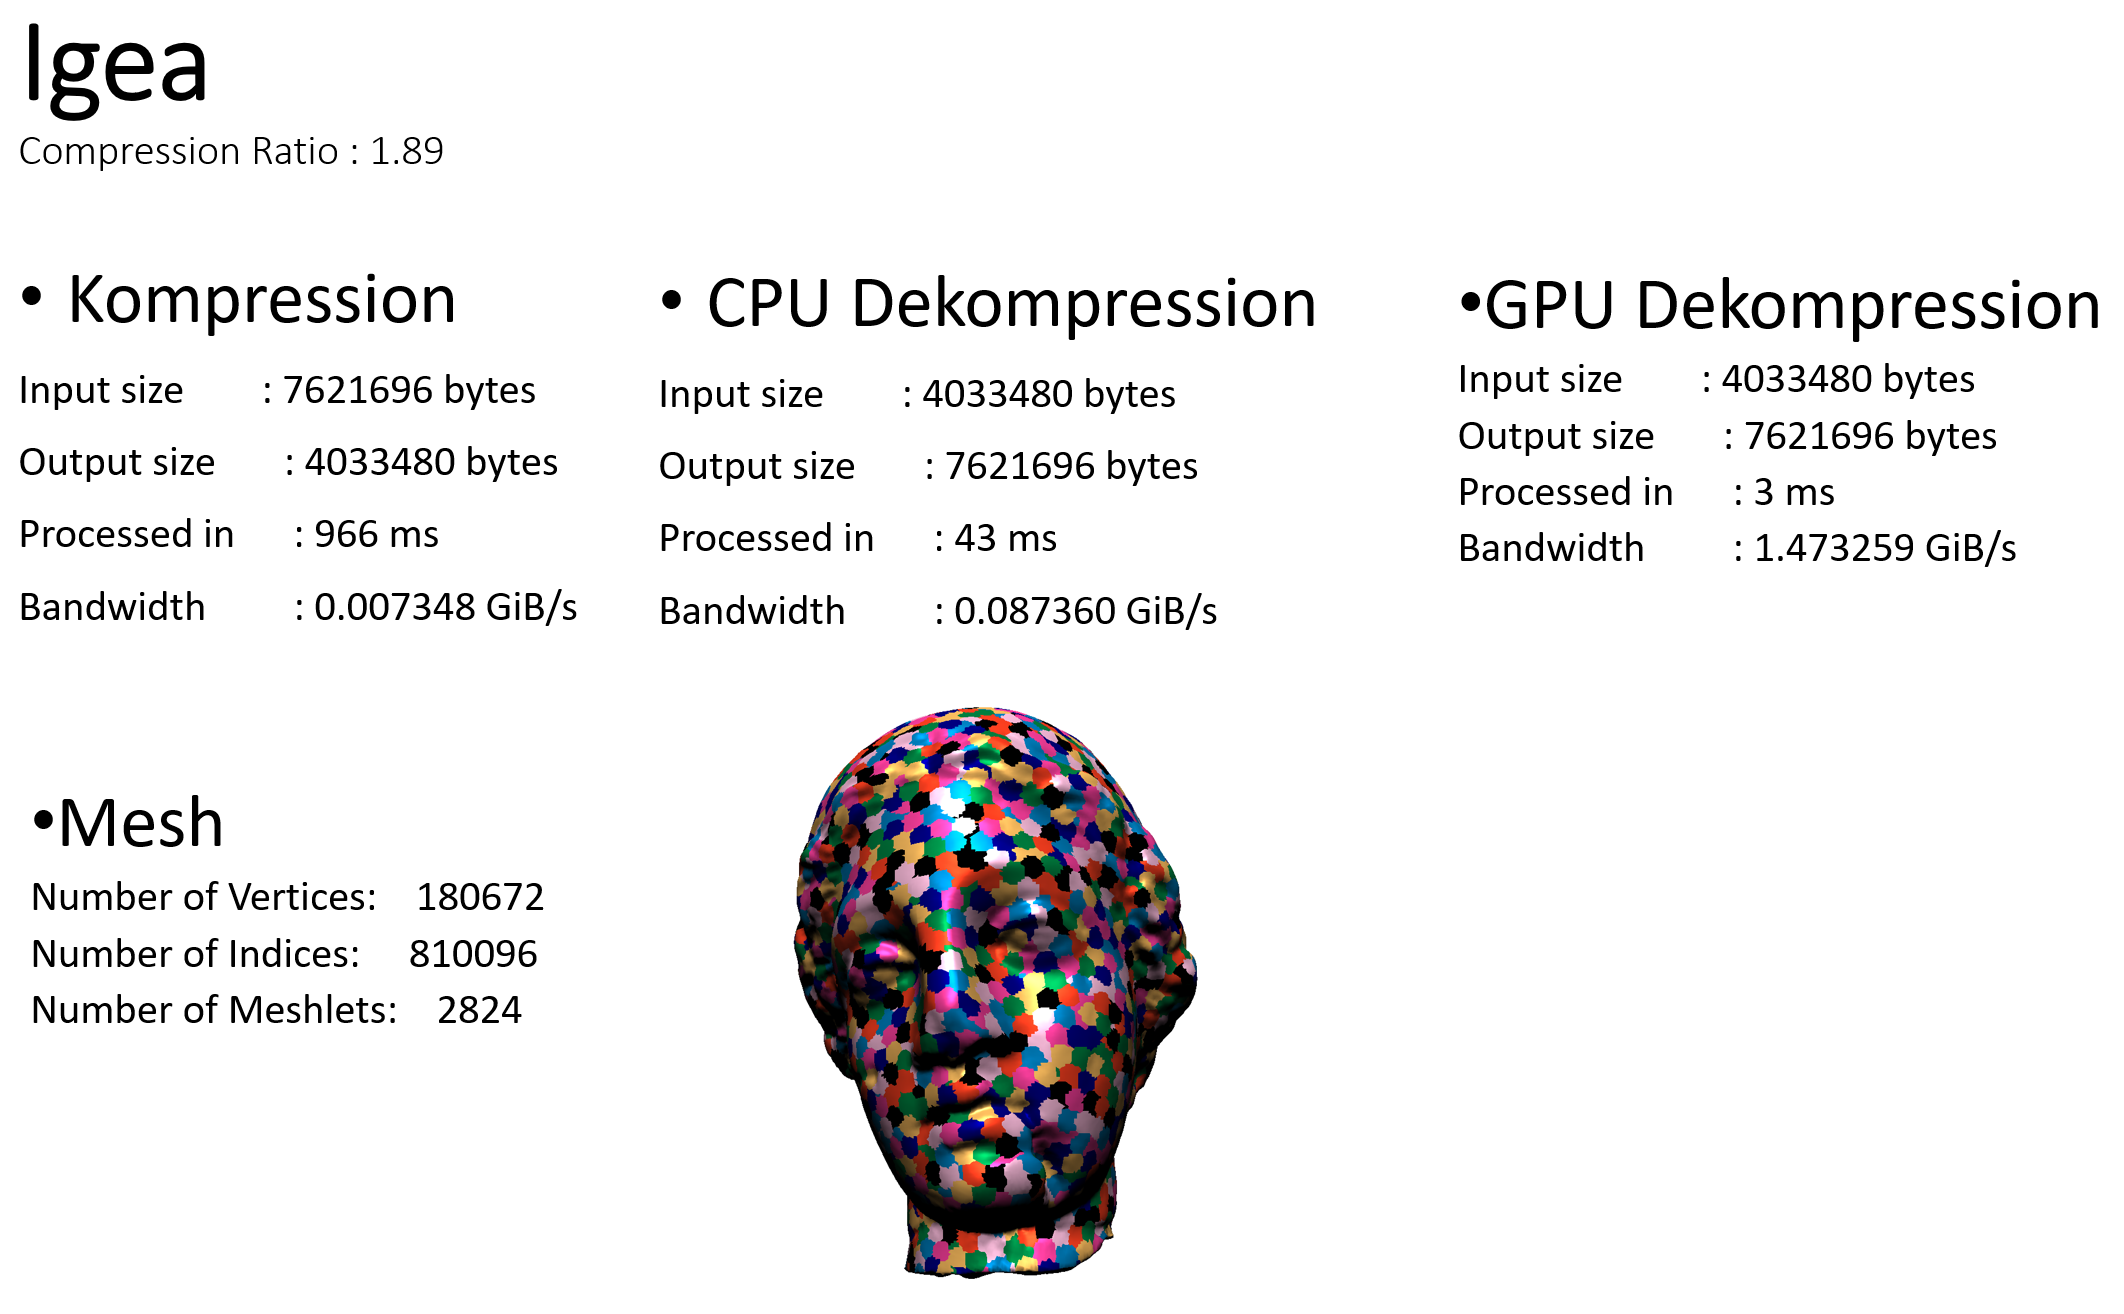 Igea
Compression Ratio : 1.89
• Kompression
Input size : 7621696 bytes
Output size : 4033480 bytes
Processed in : 966 ms
Bandwidth : 0.007348 GiB/s
• CPU Dekompression
Input size : 4033480 bytes
Output size : 7621696 bytes
Processed in : 43 ms
Bandwidth : 0.087360 GiB/s
•GPU Dekompression
Input size : 4033480 bytes
Output size : 7621696 bytes
Processed in : 3 ms
Bandwidth : 1.473259 GiB/s
•Mesh
Number of Vertices: 180672
Number of Indices: 810096
Number of Meshlets: 2824